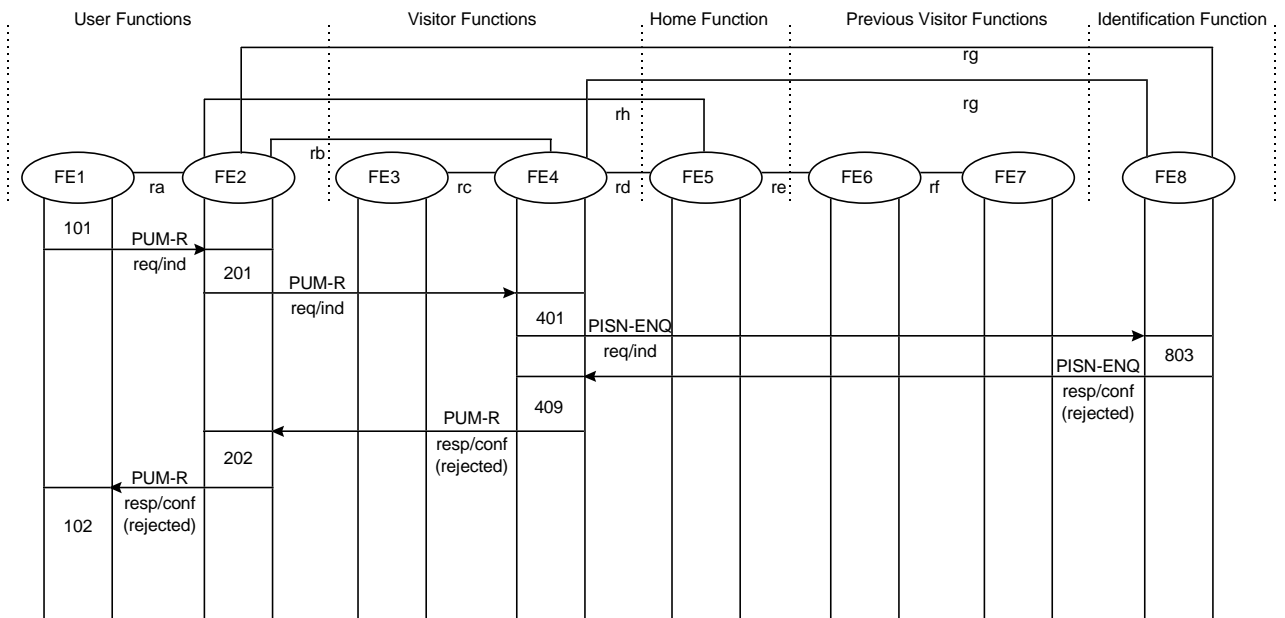 User Functions
Visitor Functions
Home Function
Previous Visitor Functions
Identification Function
rg
rg
rh
rb
FE1
ra
FE2
FE3
rc
FE4
rd
FE5
re
FE6
rf
FE7
FE8
101
PUM-R
req/ind
201
PUM-R
req/ind
401
PISN-ENQ
req/ind
803
PISN-ENQ
resp/conf
(rejected)
409
PUM-R
resp/conf
(rejected)
202
PUM-R
resp/conf
(rejected)
102